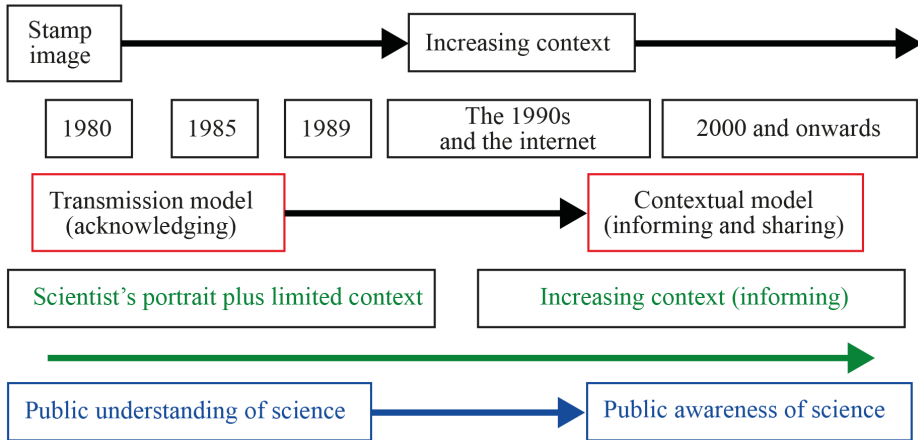 Stamp
image
Increasing context
1980
1985
1989
The 1990s
and the internet
2000 and onwards
Transmission model
(acknowledging)
Contextual model
(informing and sharing)
Scientist’s portrait plus limited context
Increasing context (informing)
Public understanding of science
Public awareness of science